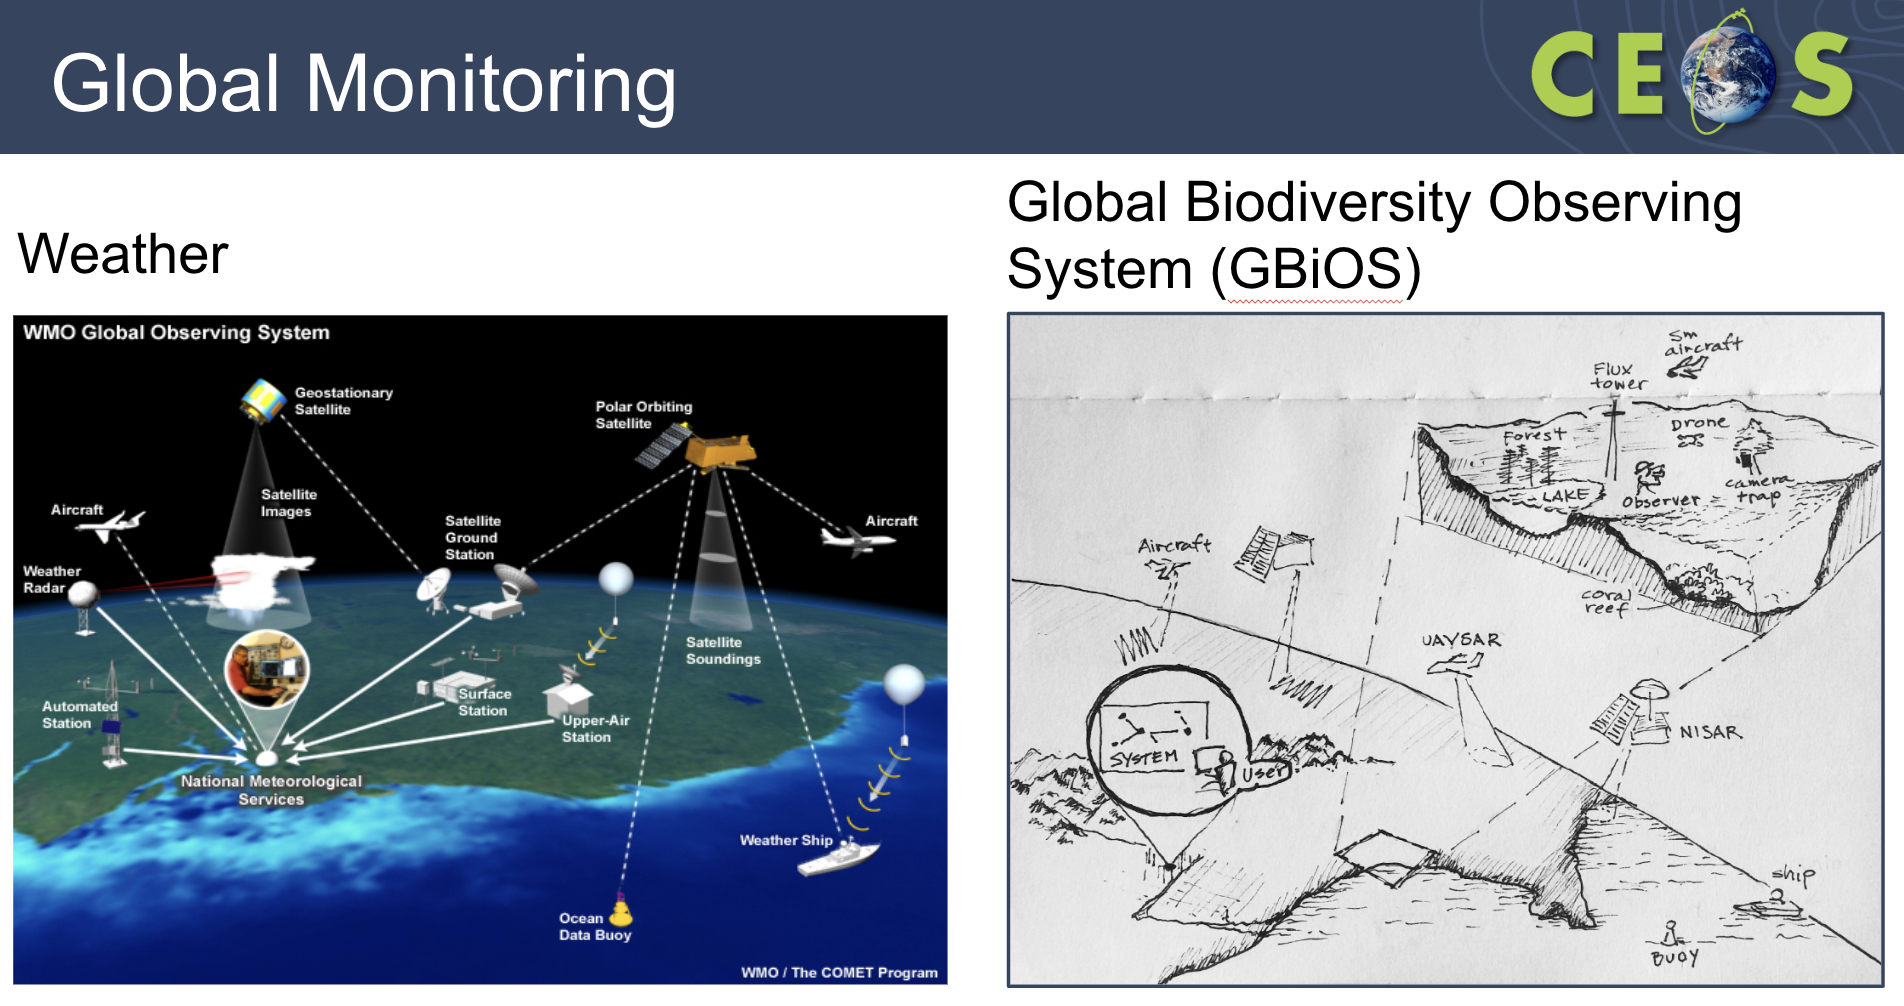 Global Monitoring
CEOS
Weather
Global Biodiversity Observing
System (GBiOS)
WMO Global Observing System
Geostationary
Satellite
Polar Orbiting
Satellite
Aircraft
Satellite
Images
Satellite
Ground
Station
Aircraft
Weather
Radar
Satellite
Soundings
Automated
Station
Surface
Station
Upper-Air
Station
National Meteorological
Services
Weather Ship
Ocean
Data Buoy
WMO / The COMET Program
Sm
aircraft
Flux
tower
Forest
Drone
LAKE
Observer
camera
trap
Aircraft
coral
reef
UAVSAR
SYSTEM
User
NISAR
ship
BUOY